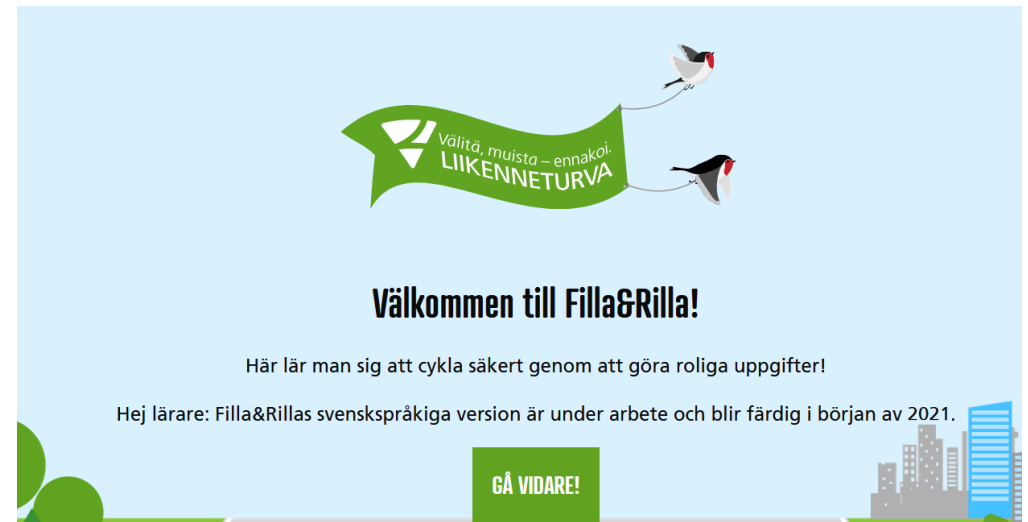 Välitä, muista – ennakoi.
LIIKENNETURVA
Välkommen till Filla&Rilla!
Här lär man sig att cykla säkert genom att göra roliga uppgifter!
Hej lärare: Filla&Rillas svenskspråkiga version är under arbete och blir färdig i början av 2021.
GÅ VIDARE!